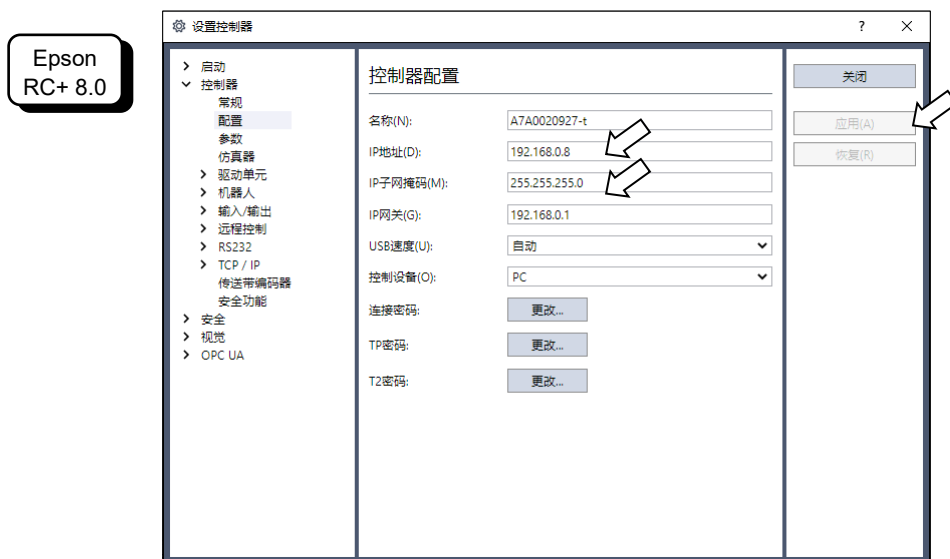 Epson
RC+ 8.0
设置控制器
?
启动
控制器
常规
配置
参数
仿真器
驱动单元
机器人
输入/输出
远程控制
RS232
TCP / IP
传送带编码器
安全功能
安全
视觉
OPC UA
控制器配置
名称(N): A7A0020927-t
IP地址(D): 192.168.0.8
IP子网掩码(M): 255.255.255.0
IP网关(G): 192.168.0.1
USB速度(U): 自动
控制设备(O): PC
连接密码: 更改...
TP密码: 更改...
T2密码: 更改...
关闭
应用(A)
恢复(R)